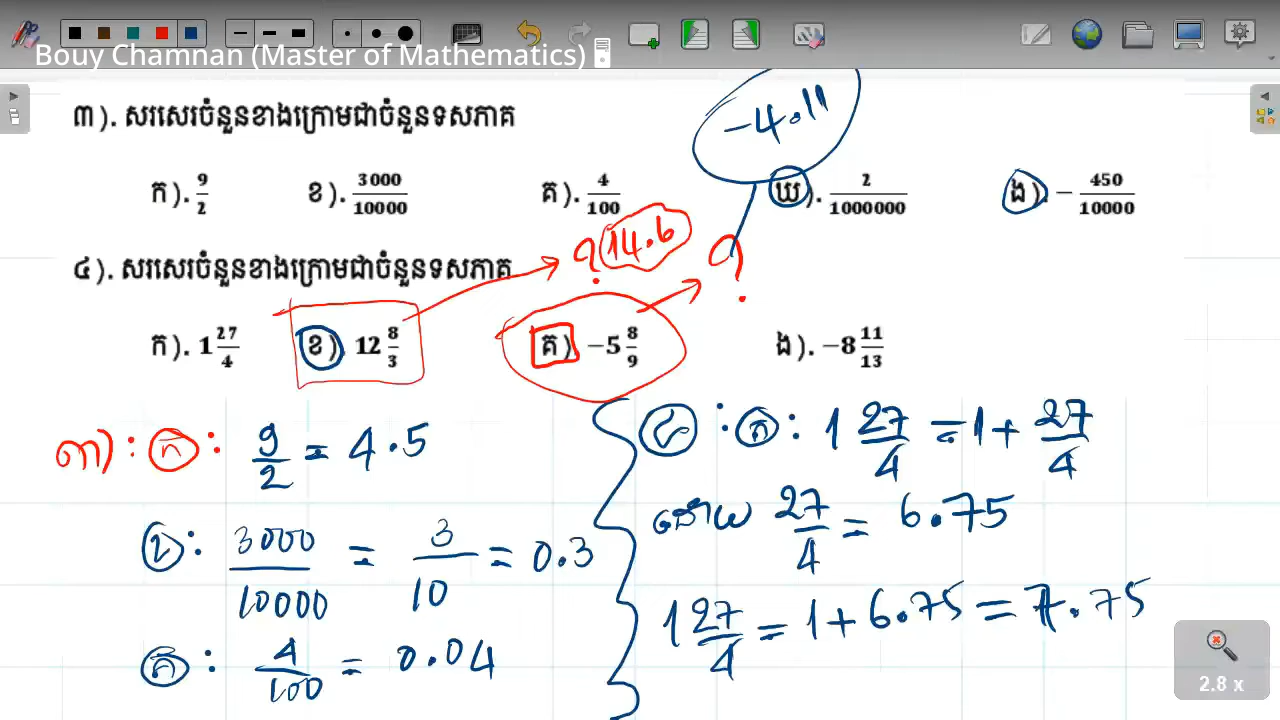 Bouy Chamnan (Master of Mathematics)
-4.11
៣). សរសេរចំនួនខាងក្រោមជាចំនួនទសភាគ
ក). 9/2 ខ). 3000/10000 គ). 4/100 ឃ). 2/1000000 ង). -450/10000
? 14.6 ?
៤). សរសេរចំនួនខាងក្រោមជាចំនួនទសភាគ
ក). 1 27/4 ខ). 12 8/3 គ) -5 8/9 ង). -8 11/13
៣) : ក : 9/2 = 4.5
ខ : 3000/10000 = 3/10 = 0.3
គ : 4/100 = 0.04
៤ : ក : 1 27/4 = 1 + 27/4
ដោយ 27/4 = 6.75
1 27/4 = 1 + 6.75 = 7.75
2.8 x